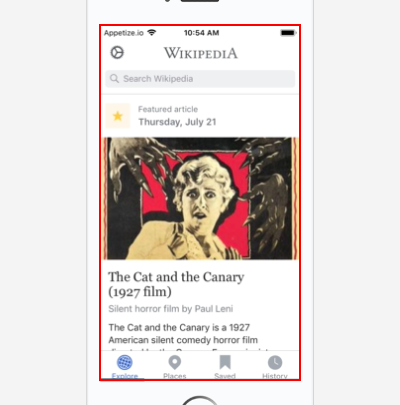 Appetize.io 10:54 AM
WIKIPEDIA
Search Wikipedia
Featured article
Thursday, July 21
The Cat and the Canary
(1927 film)
Silent horror film by Paul Leni
The Cat and the Canary is a 1927
American silent comedy horror film
Explore Places Saved History